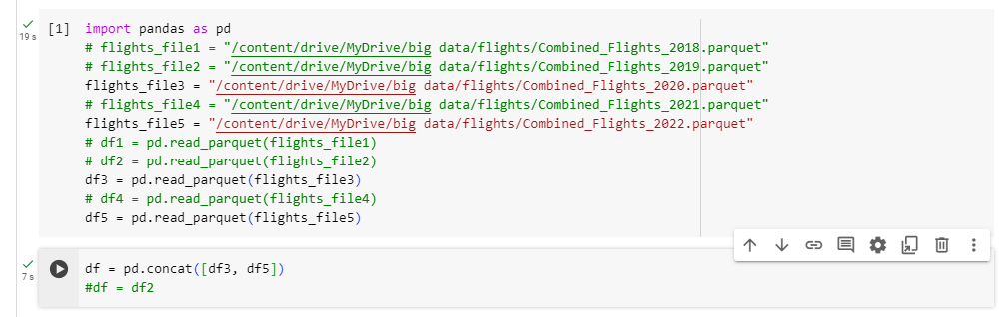 [1] import pandas as pd
# flights_file1 = "/content/drive/MyDrive/big data/flights/Combined_Flights_2018.parquet"
# flights_file2 = "/content/drive/MyDrive/big data/flights/Combined_Flights_2019.parquet"
flights_file3 = "/content/drive/MyDrive/big data/flights/Combined_Flights_2020.parquet"
# flights_file4 = "/content/drive/MyDrive/big data/flights/Combined_Flights_2021.parquet"
flights_file5 = "/content/drive/MyDrive/big data/flights/Combined_Flights_2022.parquet"
# df1 = pd.read_parquet(flights_file1)
# df2 = pd.read_parquet(flights_file2)
df3 = pd.read_parquet(flights_file3)
# df4 = pd.read_parquet(flights_file4)
df5 = pd.read_parquet(flights_file5)
19 s
df = pd.concat([df3, df5])
#df = df2
7 s